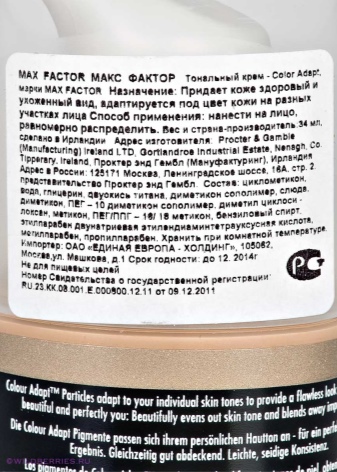 MAX FACTOR МАКС ФАКТОР Тональный крем - Color Adapt,
марки MAX FACTOR Назначение: Придает коже здоровый и
ухоженный вид, адаптируется под цвет кожи на разных
участках лица Способ применения: нанести на лицо,
равномерно распределить. Вес и страна-производитель: 34 мл,
сделано в Ирландии Адрес изготовителя: Procter & Gamble
(Manufacturing) Ireland LTD, Gortlandroe Industrial Estate, Nenagh, Co.
Tipperary, Ireland, Проктер энд Гембл (Мануфактуринг), Ирландия
Адрес в России: 125171 Москва, Ленинградское шоссе, 16А, стр. 2.
представительство Проктер энд Гембл. Состав: циклометикон,
вода, глицерин, двуокись титана, диметикон сополимер, слюда,
диметикон, ПЕГ – 10 диметикон сополимер, диметил циклоси -
локсан, метикон, ПЕГ/ППГ – 18/ 18 метикон, бензиловый спирт,
этилпарабен двунатриевая этилендиаминтетрауксусная кислота,
метилпарабен, пропилпарабен. Хранить при комнатной температуре.
Импортер: ОАО «ЕДИНАЯ ЕВРОПА - ХОЛДИНГ», 105062,
Москва, ул. Машкова, д.1 Срок годности: до 12. 2014г
Не для пищевых целей
Номер Свидетельства о государственной регистрации:
RU.23.КК.08.001.Е.000900.12.11 от 09 12.2011
РС
Colour Adapt™ Particles adapt to your individual skin tones to provide a flawless look
beautiful and perfectly you: Beautifully evens out skin tone and blends away imp
Die Colour Adapt Pigmente passen sich ihrem persönlichen Hautton an - für ein per
Ergebnis. Gleichzeitig gut abdeckend. Leichte, seidige Konsistenz.
Los pigmentos de